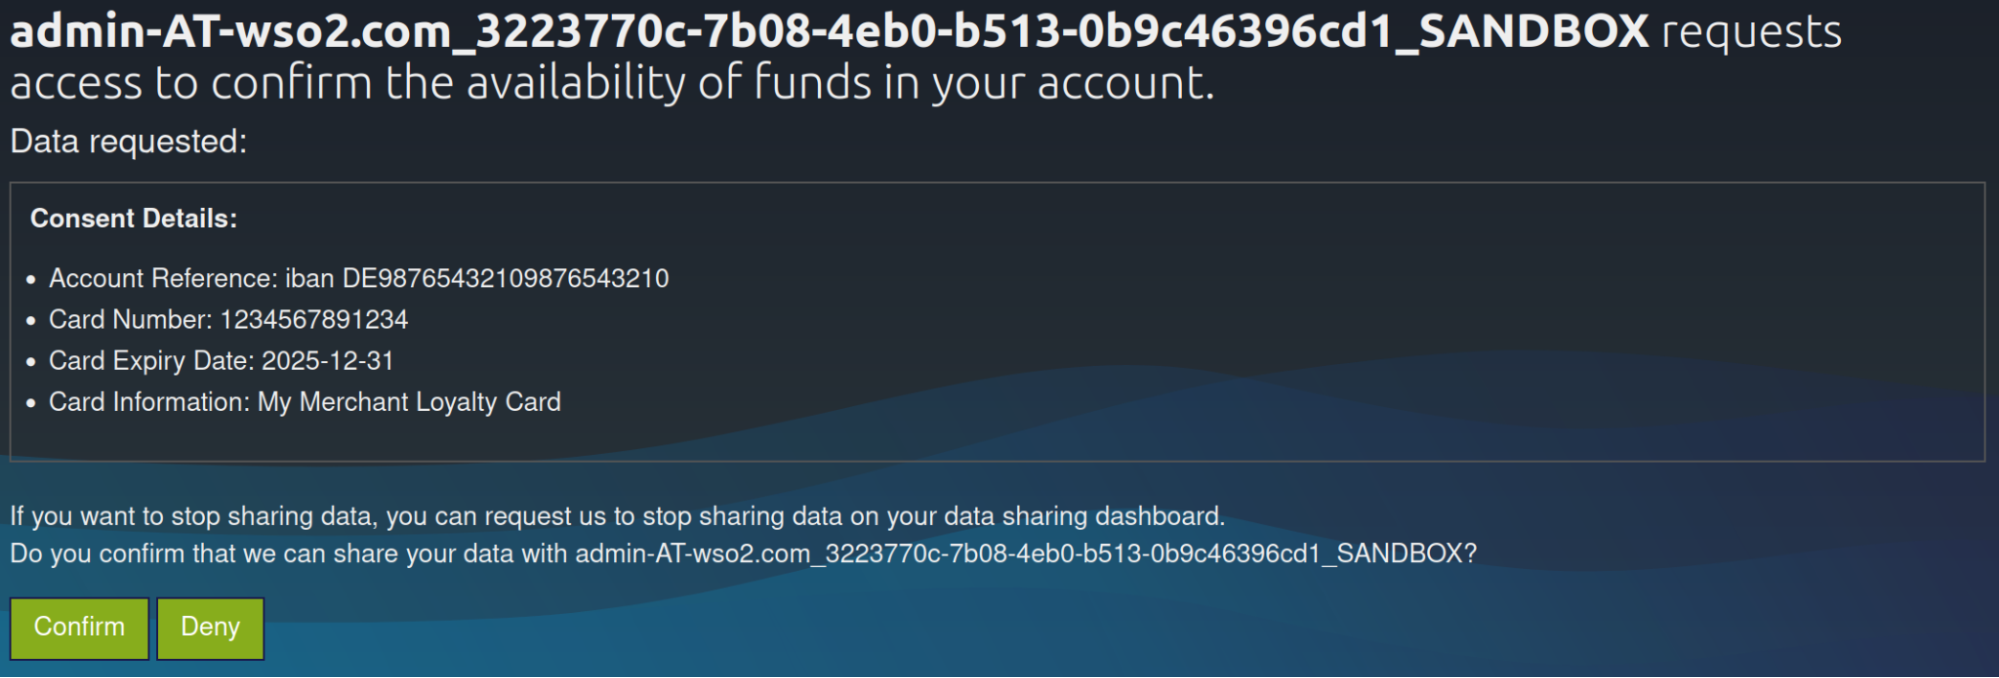 admin-AT-wso2.com_3223770c-7b08-4eb0-b513-0b9c46396cd1_SANDBOX requests
access to confirm the availability of funds in your account.
Data requested:
Consent Details:
• Account Reference: iban DE98765432109876543210
• Card Number: 1234567891234
• Card Expiry Date: 2025-12-31
• Card Information: My Merchant Loyalty Card
If you want to stop sharing data, you can request us to stop sharing data on your data sharing dashboard.
Do you confirm that we can share your data with admin-AT-wso2.com_3223770c-7b08-4eb0-b513-0b9c46396cd1_SANDBOX?
Confirm Deny